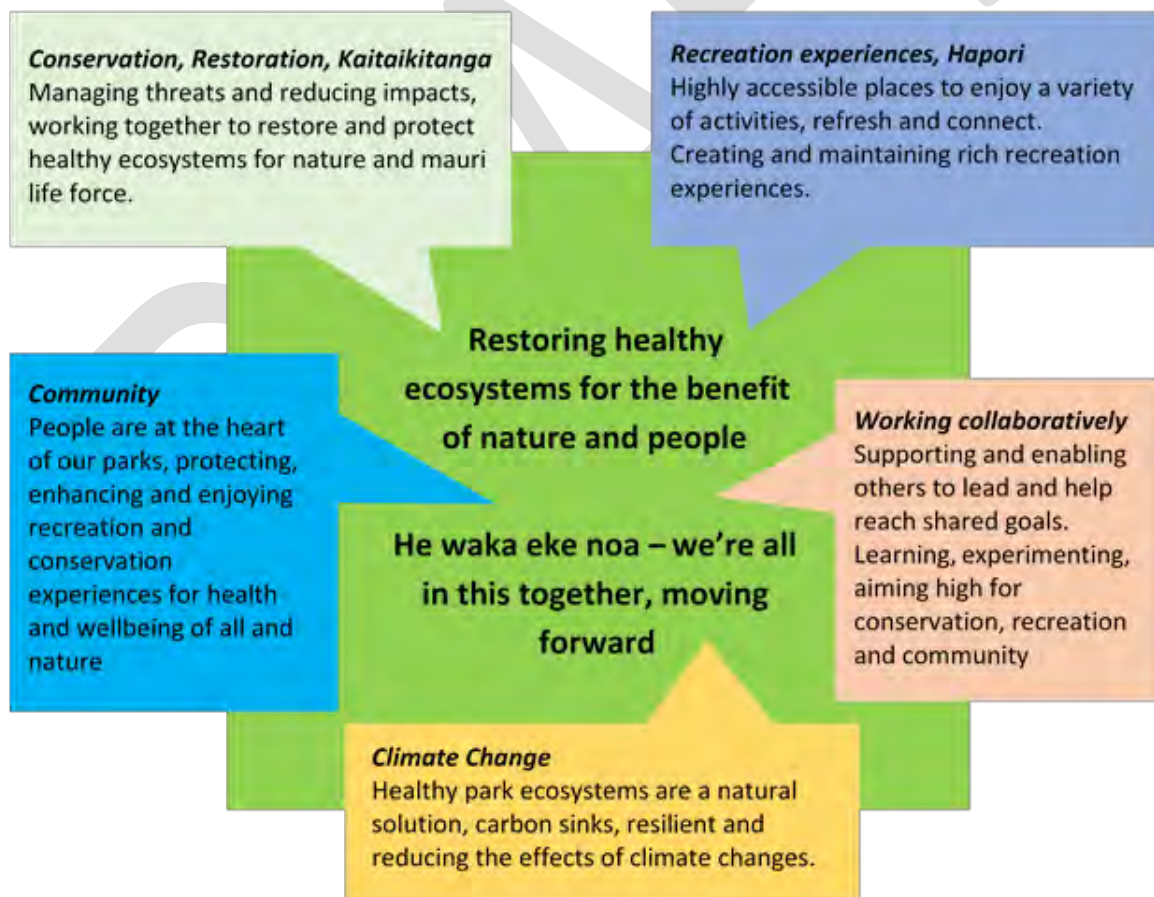 Conservation, Restoration, Kaitaikitanga
Managing threats and reducing impacts,
working together to restore and protect
healthy ecosystems for nature and mauri
life force.
Recreation experiences, Hapori
Highly accessible places to enjoy a variety
of activities, refresh and connect.
Creating and maintaining rich recreation
experiences.
Restoring healthy
ecosystems for the benefit
of nature and people
He waka eke noa – we're all
in this together, moving
forward
Community
People are at the heart
of our parks, protecting,
enhancing and enjoying
recreation and
conservation
experiences for health
and wellbeing of all and
nature
Working collaboratively
Supporting and enabling
others to lead and help
reach shared goals.
Learning, experimenting,
aiming high for
conservation, recreation
and community
Climate Change
Healthy park ecosystems are a natural
solution, carbon sinks, resilient and
reducing the effects of climate changes.